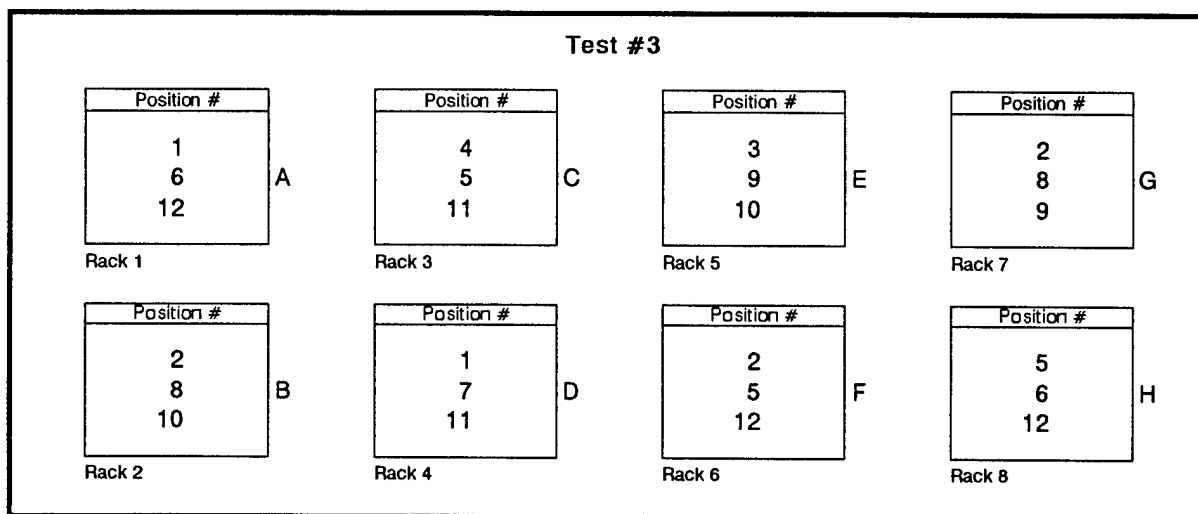 Test #3
Position #
1
6
12
A
Rack 1
Position #
4
5
11
C
Rack 3
Position #
3
9
10
E
Rack 5
Position #
2
8
9
G
Rack 7
Position #
2
8
10
B
Rack 2
Position #
1
7
11
D
Rack 4
Position #
2
5
12
F
Rack 6
Position #
5
6
12
H
Rack 8